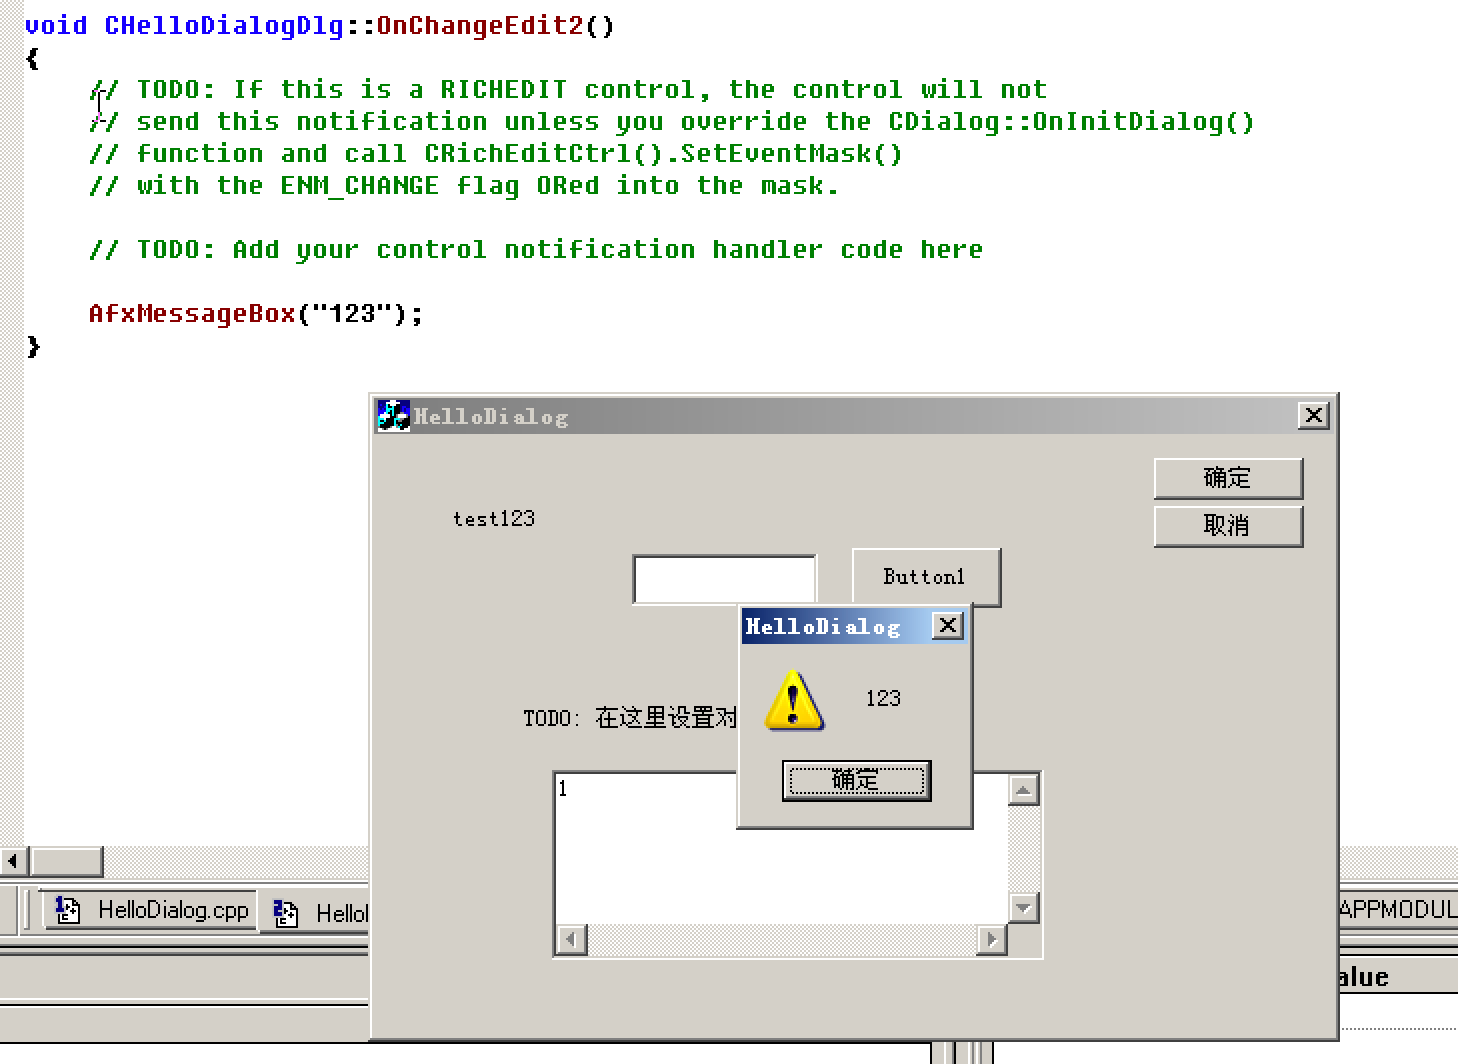 void CHelloDialogDlg::OnChangeEdit2()
{
// TODO: If this is a RICHEDIT control, the control will not
// send this notification unless you override the CDialog::OnInitDialog()
// function and call CRichEditCtrl().SetEventMask()
// with the ENM_CHANGE flag ORed into the mask.
// TODO: Add your control notification handler code here
AfxMessageBox("123");
}
HelloDialog
确定
test123
取消
Button1
HelloDialog
123
TODO: 在这里设置对
确定
1
HelloDialog.cpp
Hello
APPMODUL
alue